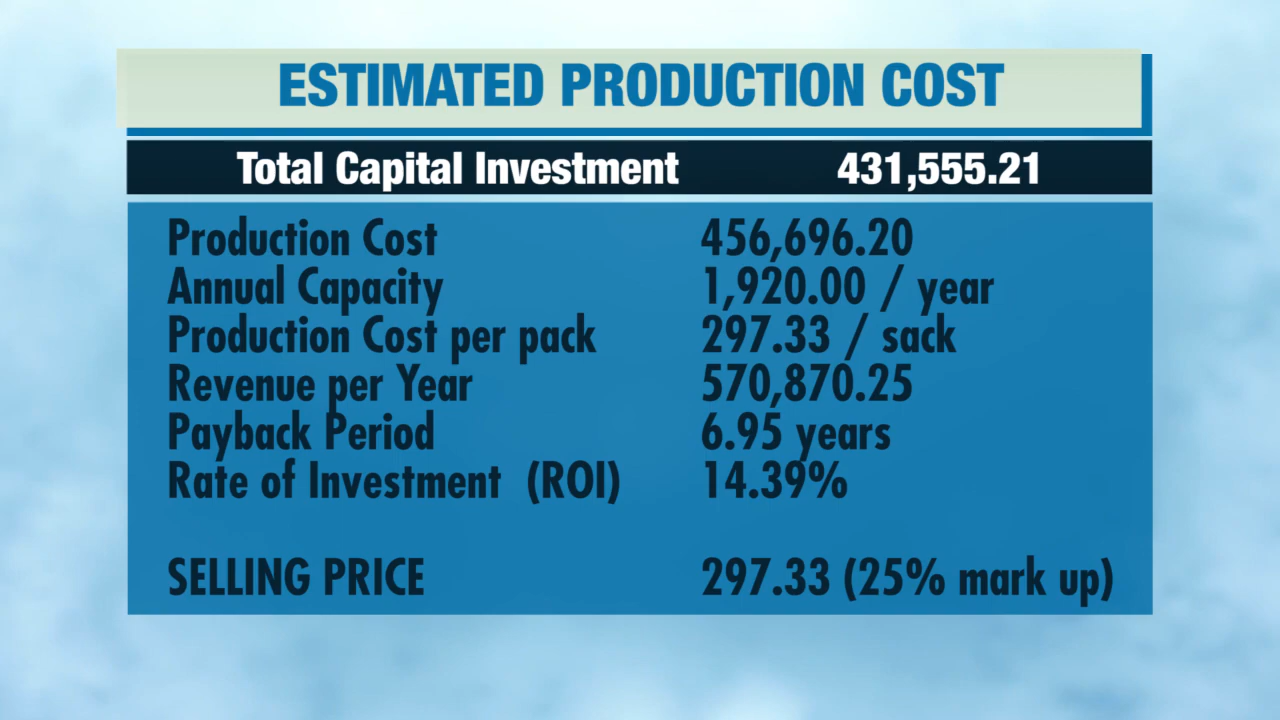 ESTIMATED PRODUCTION COST
Total Capital Investment 431,555.21
Production Cost 456,696.20
Annual Capacity 1,920.00 / year
Production Cost per pack 297.33 / sack
Revenue per Year 570,870.25
Payback Period 6.95 years
Rate of Investment (ROI) 14.39%
SELLING PRICE 297.33 (25% mark up)